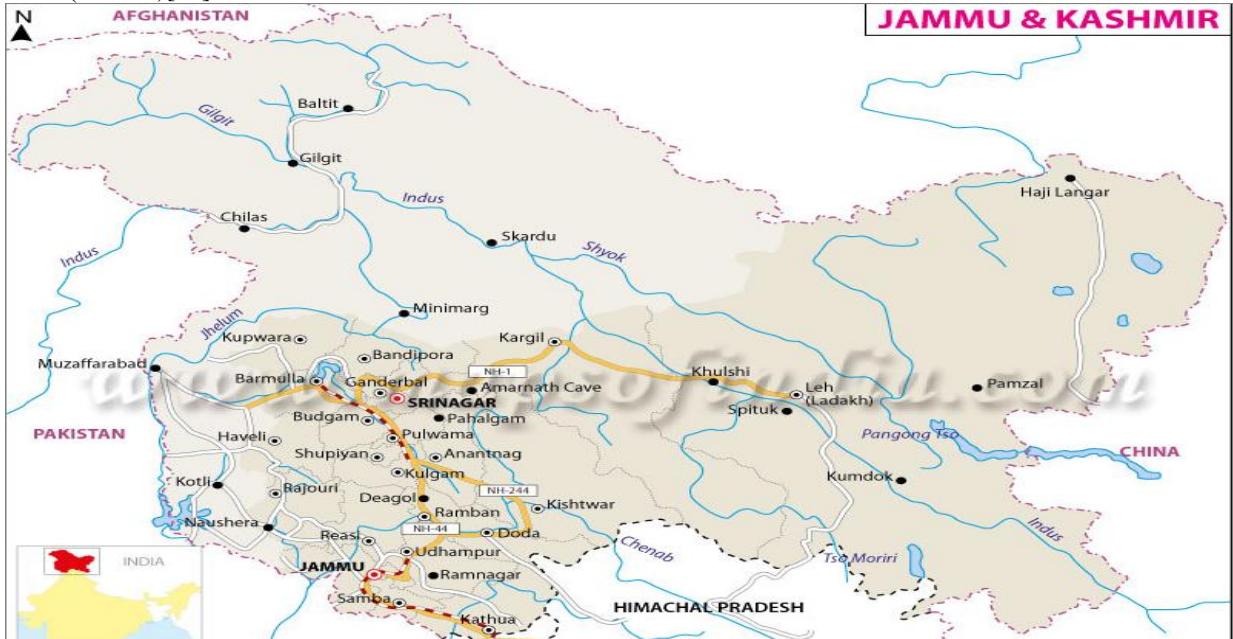 N
AFGHANISTAN
JAMMU & KASHMIR
Baltit
Gilgit
Gilgit
Haji Langar
Indus
Chilas
Skardu
Shyok
Indus
Minimarg
Jhelum
Kupwara
Kargil
Muzaffarabad
Bandipora
NH-1
Khulshi
Barmulla
Ganderbal
Amarnath Cave
Leh
(Ladakh)
Pamzal
SRINAGAR
Spituk
Budgam
Pahalgam
PAKISTAN
Haveli
Pulwama
Pangong Tso
Shupiyan
Anantnag
CHINA
Kotli
Kulgam
Kumdok
Rajouri
NH-244
Deagol
Kishtwar
Ramban
Naushera
NH-44
Indus
Reasi
Doda
Chenab
Udhampur
Tso Moriri
INDIA
JAMMU
Ramnagar
Samba
HIMACHAL PRADESH
Kathua